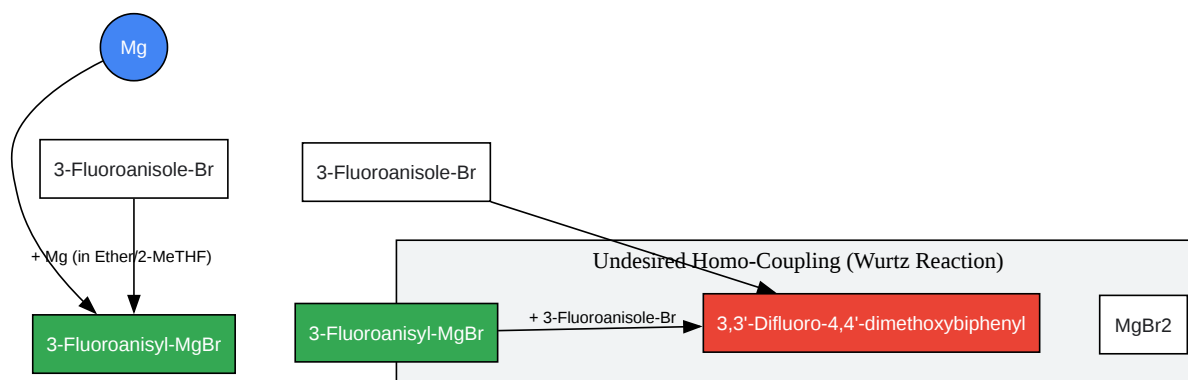 Mg
3-Fluoroanisole-Br
3-Fluoroanisole-Br
+ Mg (in Ether/2-MeTHF)
Undesired Homo-Coupling (Wurtz Reaction)
3-Fluoroanisyl-MgBr
3-Fluoroanisyl-MgBr
+ 3-Fluoroanisole-Br
3,3'-Difluoro-4,4'-dimethoxybiphenyl
MgBr2